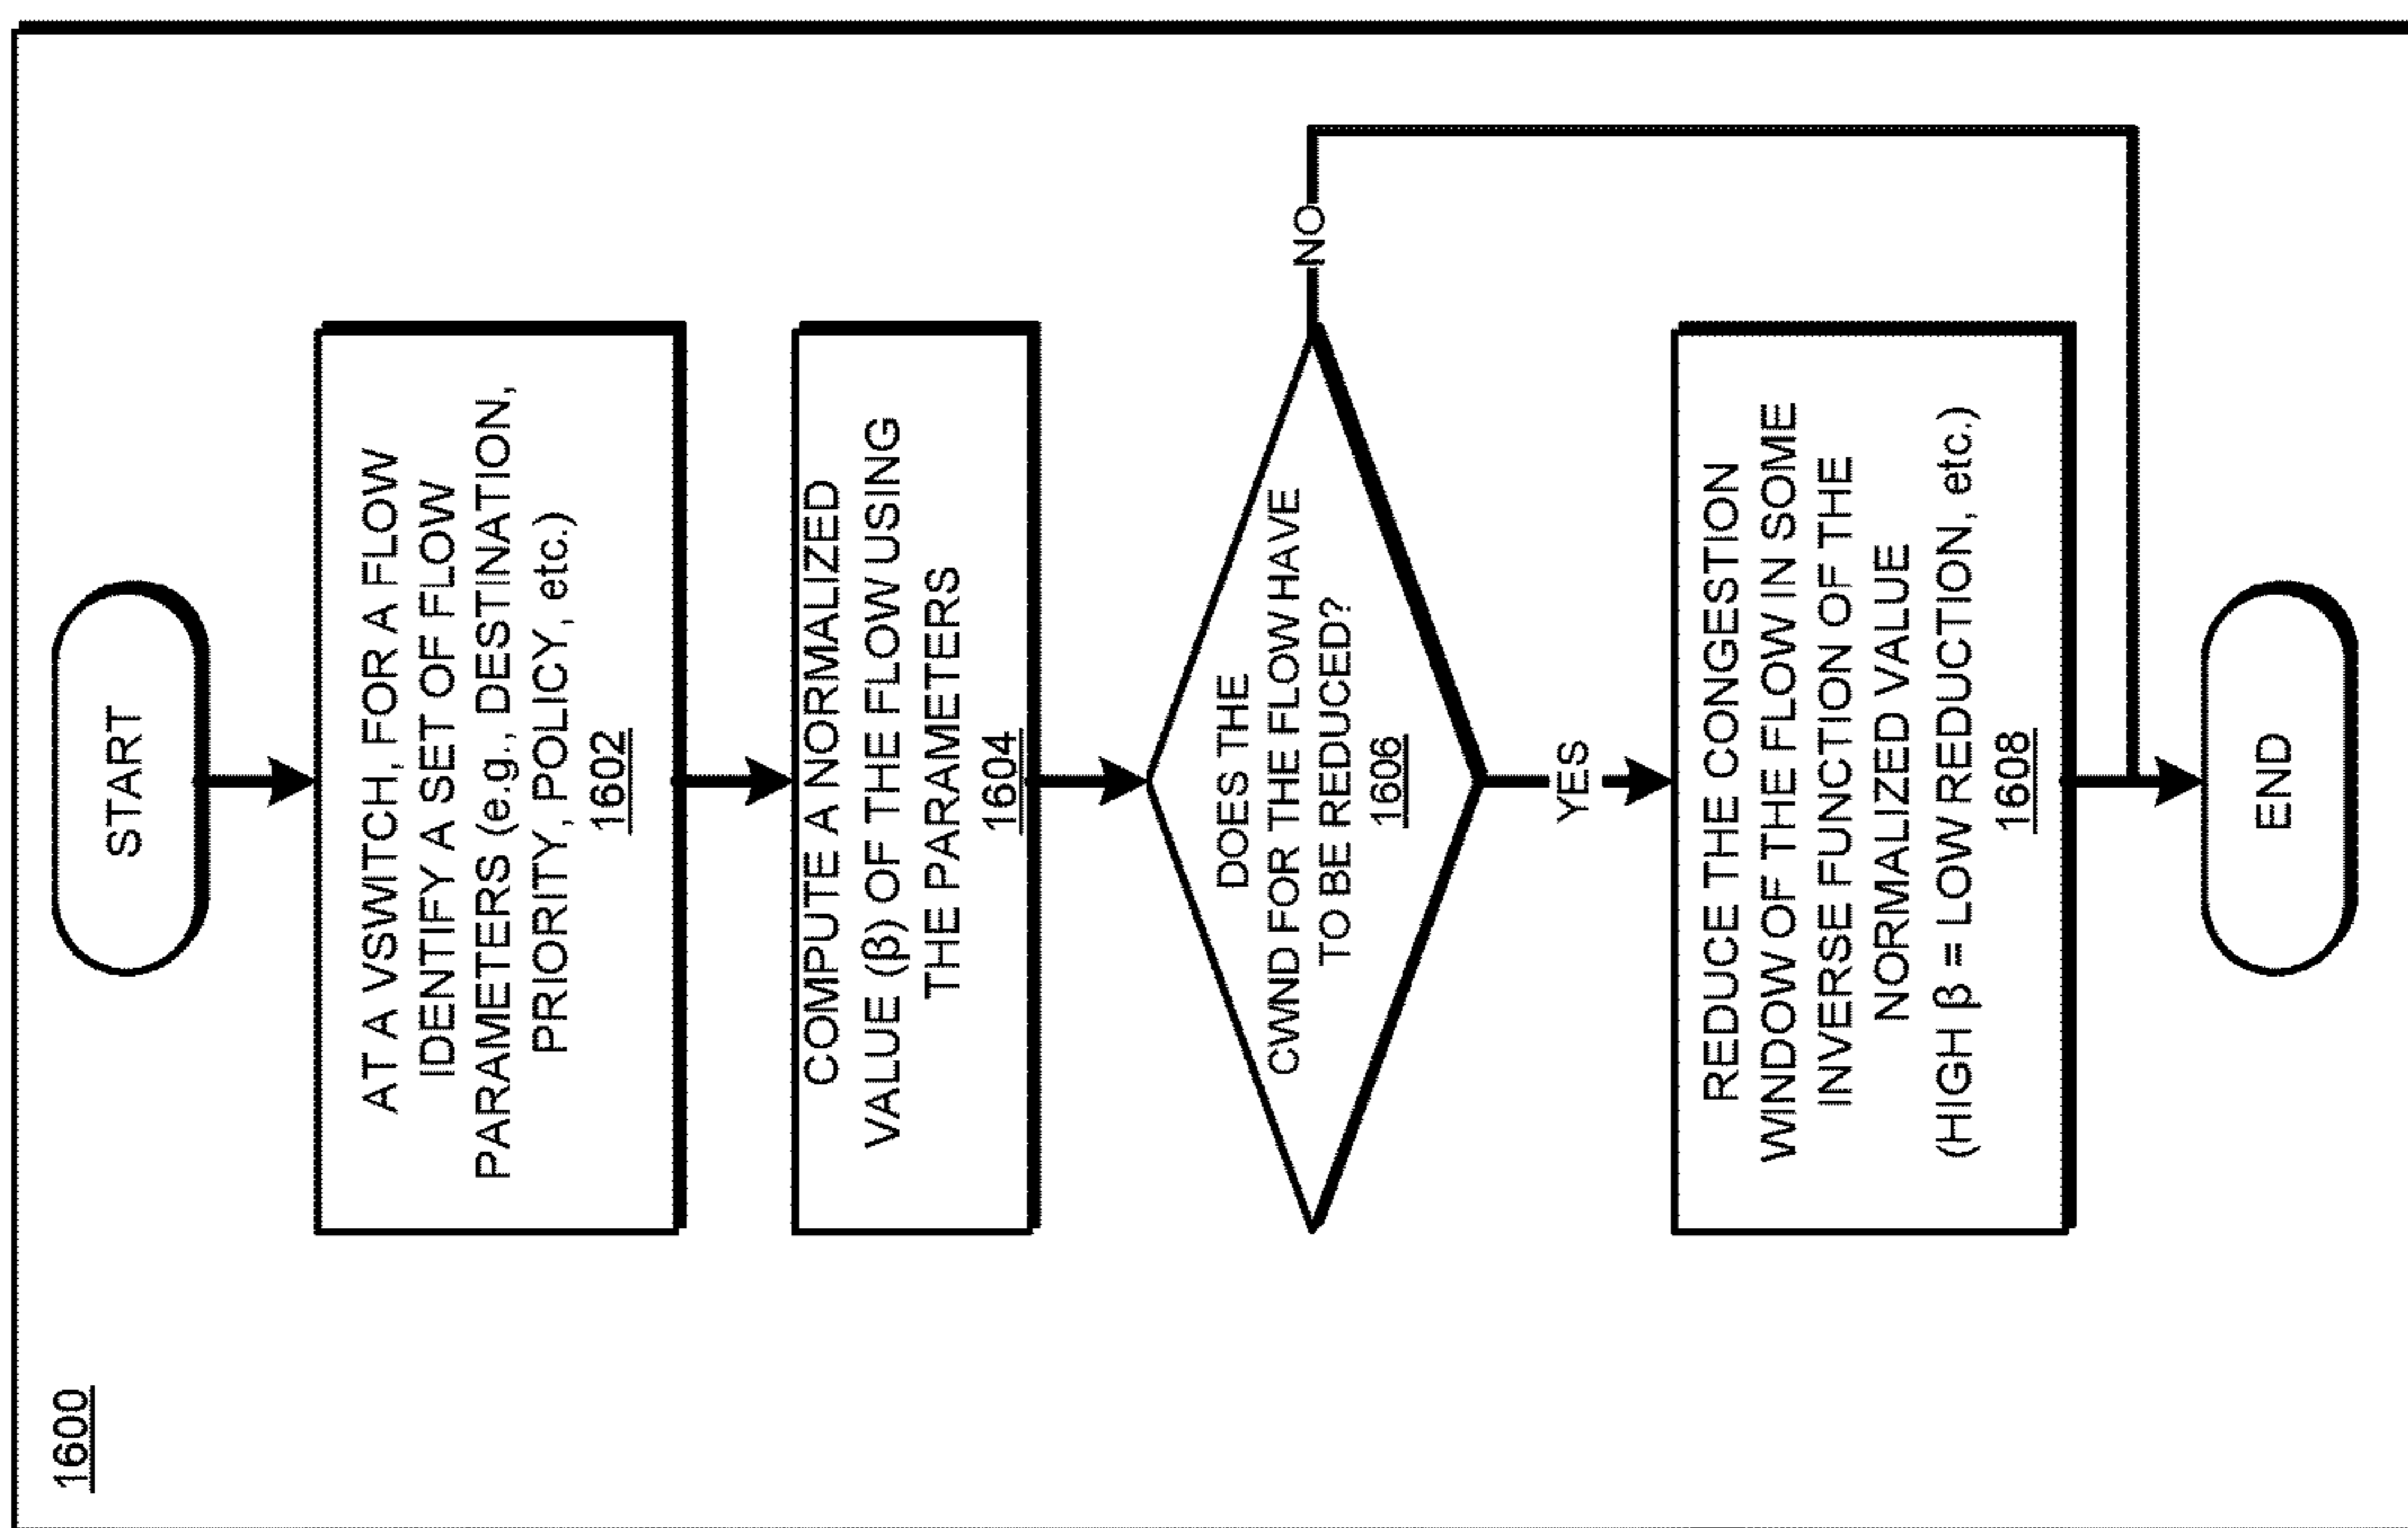 1600
START
AT A VSWITCH, FOR A FLOW
IDENTIFY A SET OF FLOW
PARAMETERS (e.g., DESTINATION,
PRIORITY, POLICY, etc.)
1602
COMPUTE A NORMALIZED
VALUE (β) OF THE FLOW USING
THE PARAMETERS
1604
DOES THE
CWND FOR THE FLOW HAVE
TO BE REDUCED?
1606
NO
YES
REDUCE THE CONGESTION
WINDOW OF THE FLOW IN SOME
INVERSE FUNCTION OF THE
NORMALIZED VALUE
(HIGH β = LOW REDUCTION, etc.)
1608
END